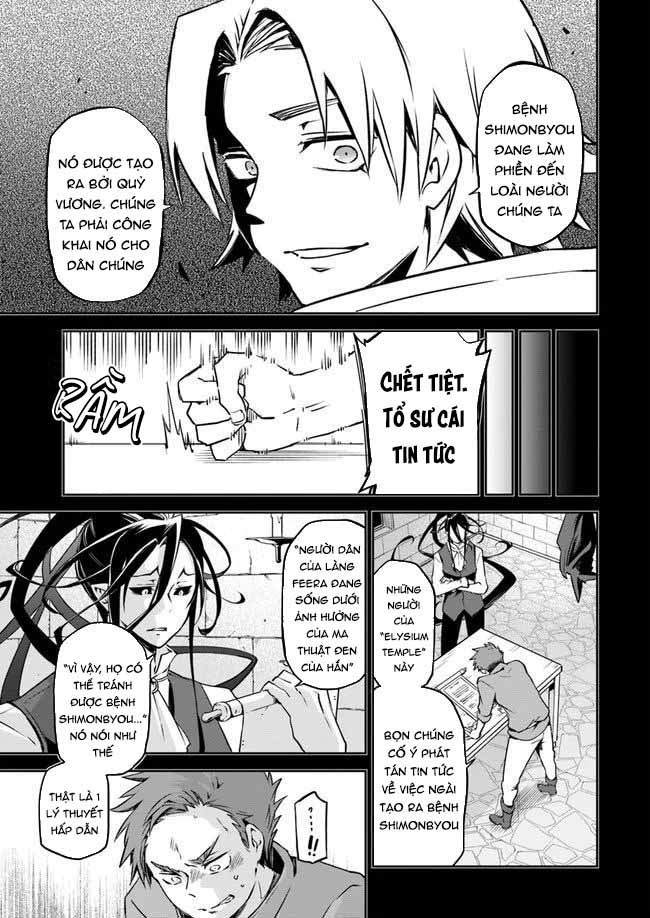 BỆNH
SHIMONBYOU
ĐANG LÀM
PHIỀN ĐẾN
LOÀI NGƯỜI
CHÚNG TA
NÓ ĐƯỢC TẠO
RA BỞI QUỶ
VƯƠNG. CHÚNG
TA PHẢI CÔNG
KHAI NÓ CHO
DÂN CHÚNG
CHẾT TIỆT.
TỔ SƯ CÁI
TIN TỨC
RẦM
NHỮNG
NGƯỜI
CỦA
"ELYSIUM
TEMPLE"
NÀY
BỌN CHÚNG
CỐ Ý PHÁT
TÁN TIN TỨC
VỀ VIỆC NGÀI
TẠO RA BỆNH
SHIMONBYOU
"NGƯỜI DÂN
CỦA LÀNG
FEERA ĐANG
SỐNG DƯỚI
ẢNH HƯỞNG
CỦA MA
THUẬT ĐEN
CỦA HẮN"
"VÌ VẬY, HỌ CÓ
THỂ TRÁNH
ĐƯỢC BỆNH
SHIMONBYOU..."
NÓ NÓI NHƯ
THẾ
THẬT LÀ 1
LÝ THUYẾT
HẤP DẪN
?....!!